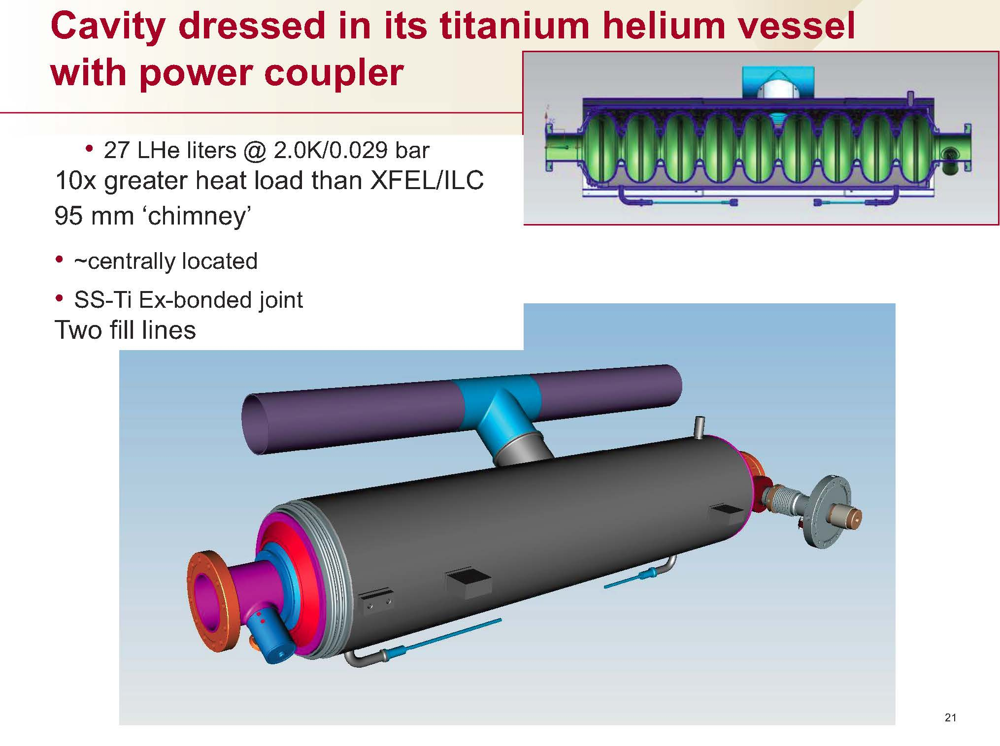 Cavity dressed in its titanium helium vessel
with power coupler
• 27 LHe liters @ 2.0K/0.029 bar
10x greater heat load than XFEL/ILC
95 mm ‘chimney’
• ~centrally located
• SS-Ti Ex-bonded joint
Two fill lines
21